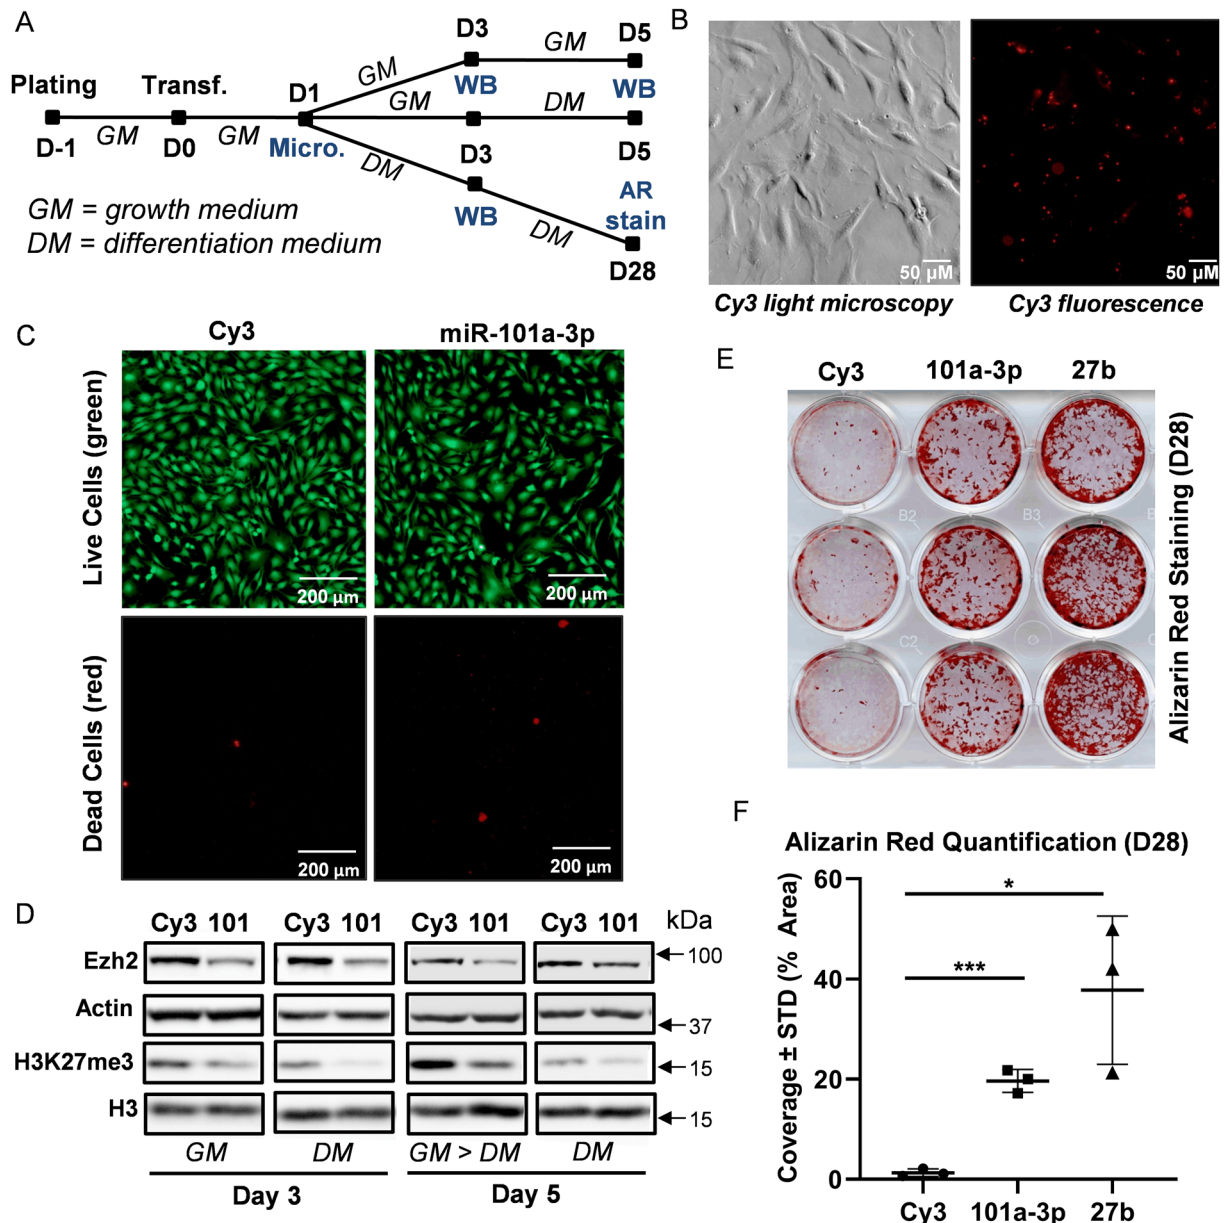 A
Plating
Transf.
D1
D3
D5
GM
GM
GM
GM
GM
GM
DM
DM
DM
D-1
D0
Micro.
WB
WB
D3
WB
D5
AR
stain
D28
GM = growth medium
DM = differentiation medium
B
50 µM
50 µM
Cy3 light microscopy
Cy3 fluorescence
C
Cy3
miR-101a-3p
Live Cells (green)
200 µm
200 µm
Dead Cells (red)
200 µm
200 µm
D
Cy3 101
Cy3 101
Cy3 101
Cy3 101
kDa
Ezh2
100
Actin
37
H3K27me3
15
H3
15
GM
DM
GM > DM
DM
Day 3
Day 5
E
Cy3
101a-3p
27b
B2
B3
C2
Alizarin Red Staining (D28)
F
Alizarin Red Quantification (D28)
Coverage ± STD (% Area)
60
40
20
0
*
***
Cy3
101a-3p
27b